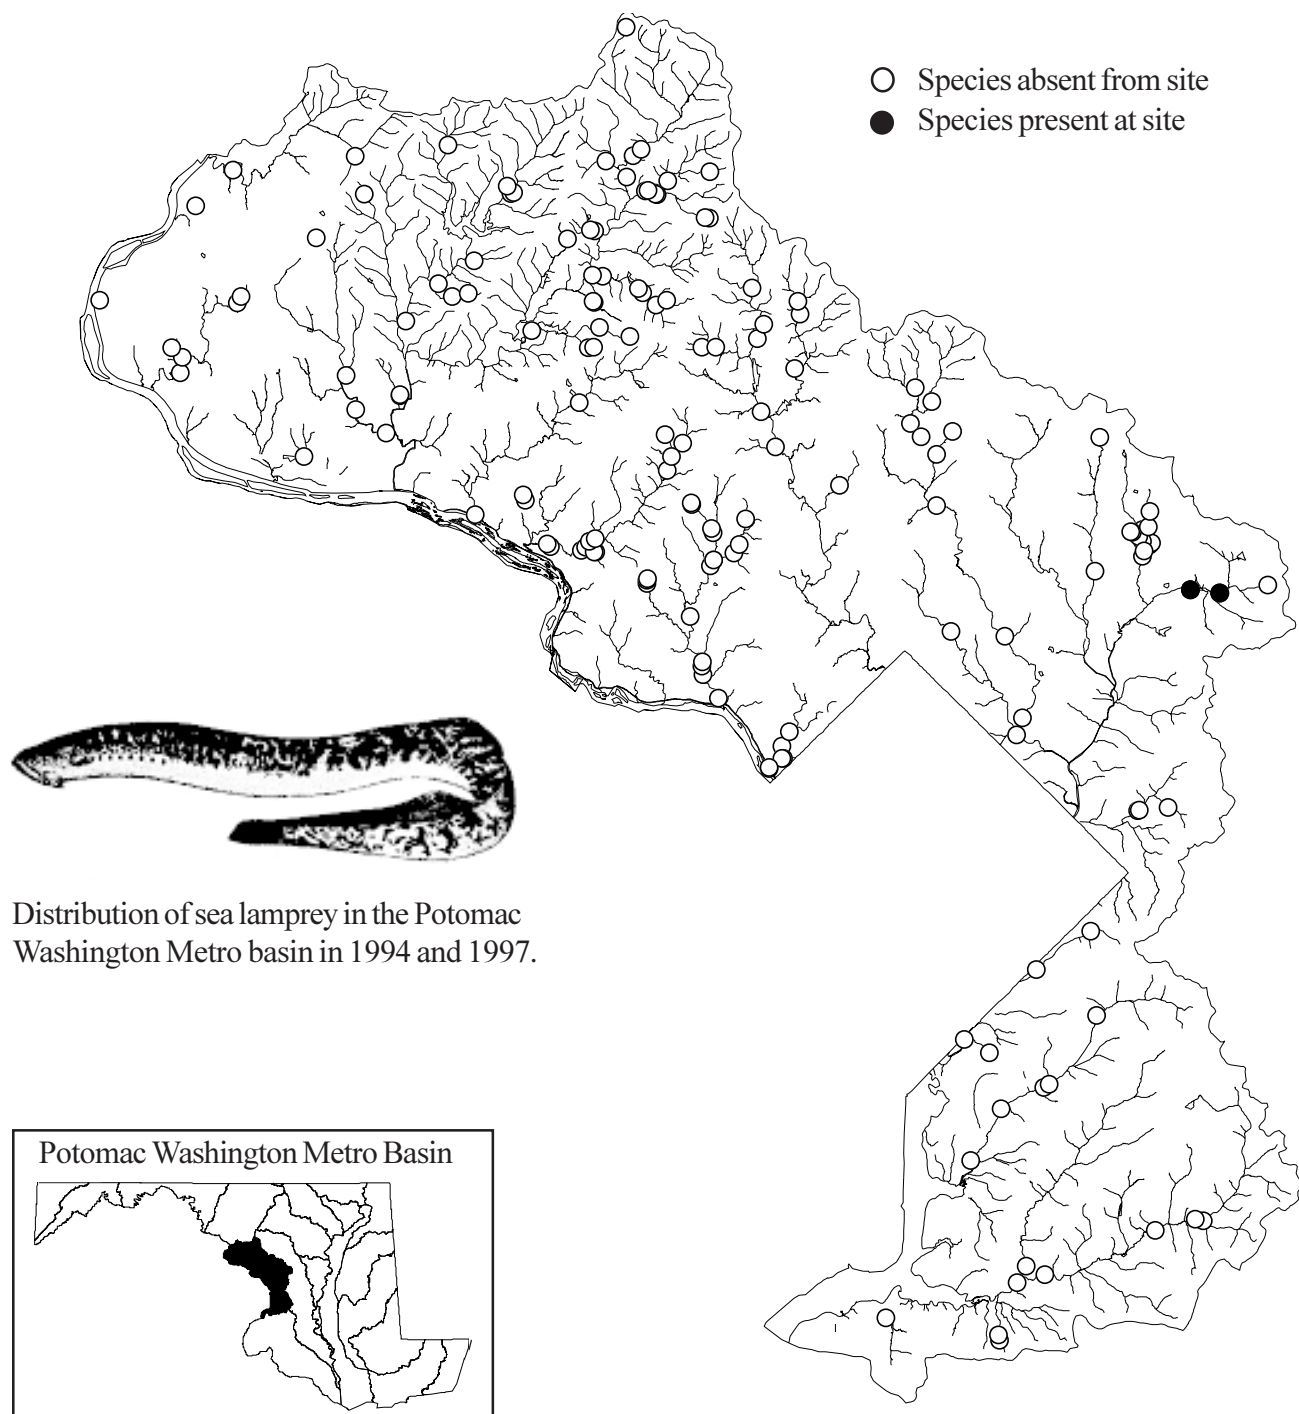 Species absent from site
Species present at site
Distribution of sea lamprey in the Potomac
Washington Metro basin in 1994 and 1997.
Potomac Washington Metro Basin